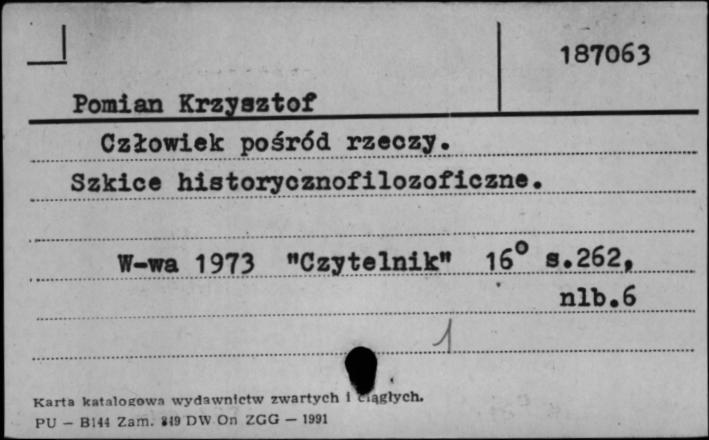 187063
Pomian Krzysztof
Człowiek pośród rzeczy.
Szkice historycznofilozoficzne.
W-wa 1973 "Czytelnik" 16° s.262,
nlb.6
1
Karta katalogowa wydawnictw zwartych i ciągłych.
PU — B144 Zam. 849 DW On ZGG — 1991